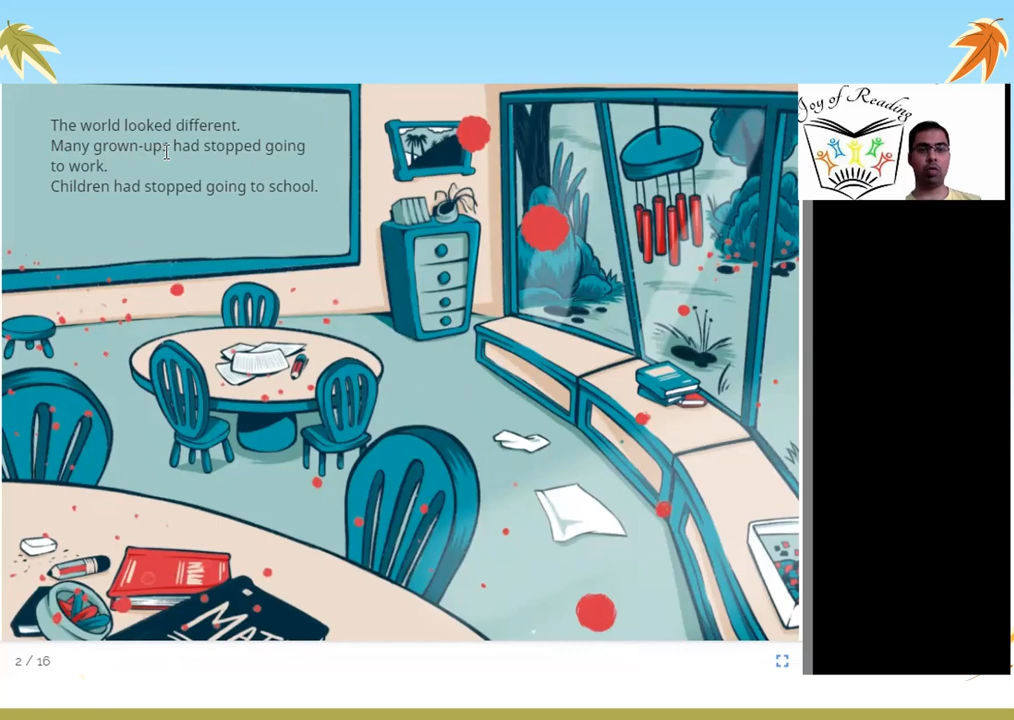 The world looked different.
Many grown-ups had stopped going
to work.
Children had stopped going to school.
Joy of Reading
2 / 16